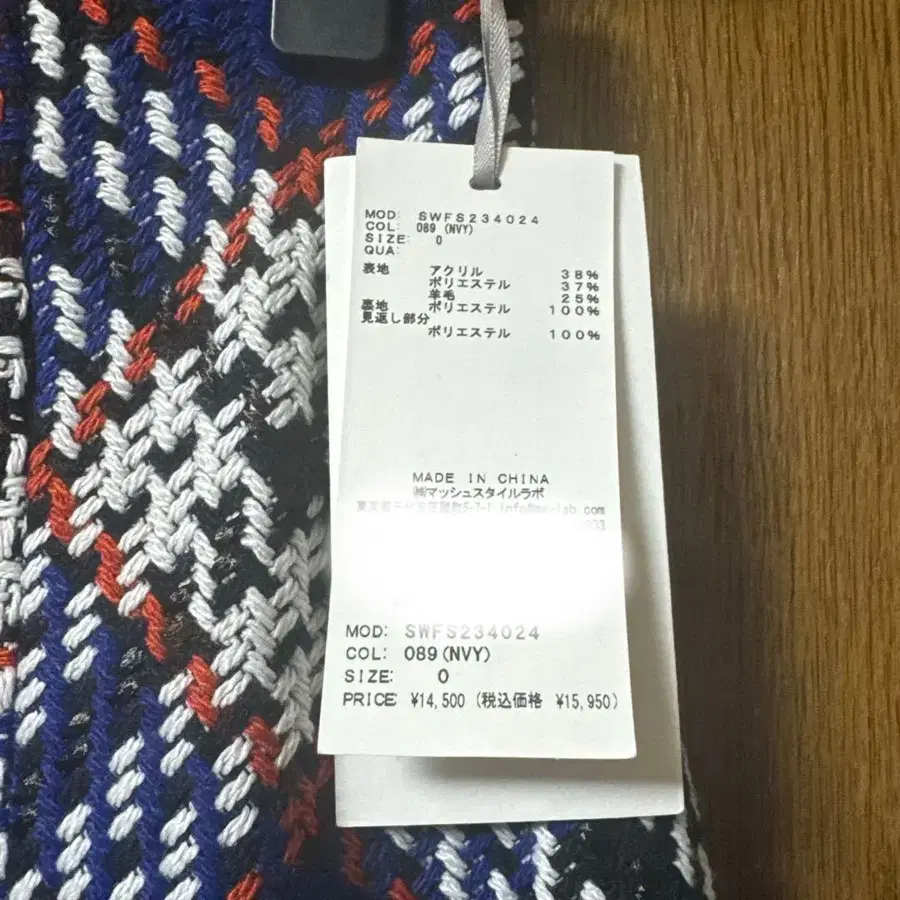 MOD: SWFS234024
COL: 089 (NVY)
SIZE: 0
QUA:
表地 アクリル 38%
ポリエステル 37%
羊毛 25%
裏地 ポリエステル 100%
見返し部分
ポリエステル 100%
MADE IN CHINA
㈱マッシュスタイルラボ
MOD: SWFS234024
COL: 089(NVY)
SIZE: 0
PRICE: ¥14,500 (税込価格 ¥15,950)